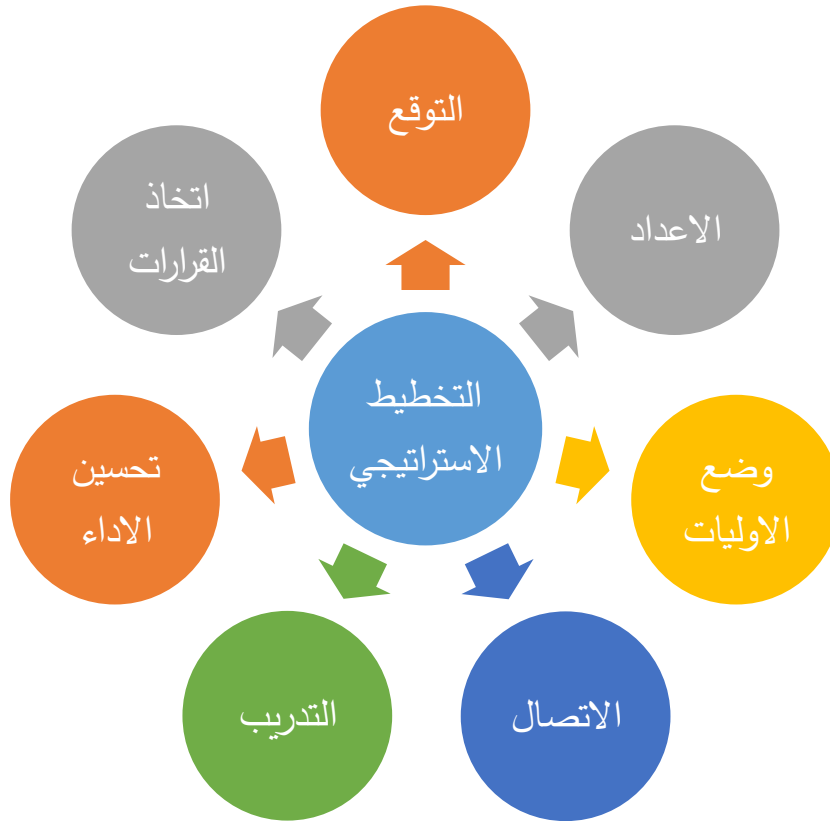 التوقع
الاعداد
اتخاذ
القرارات
التخطيط
الاستراتيجي
وضع
الاوليات
تحسين
الاداء
الاتصال
التدريب